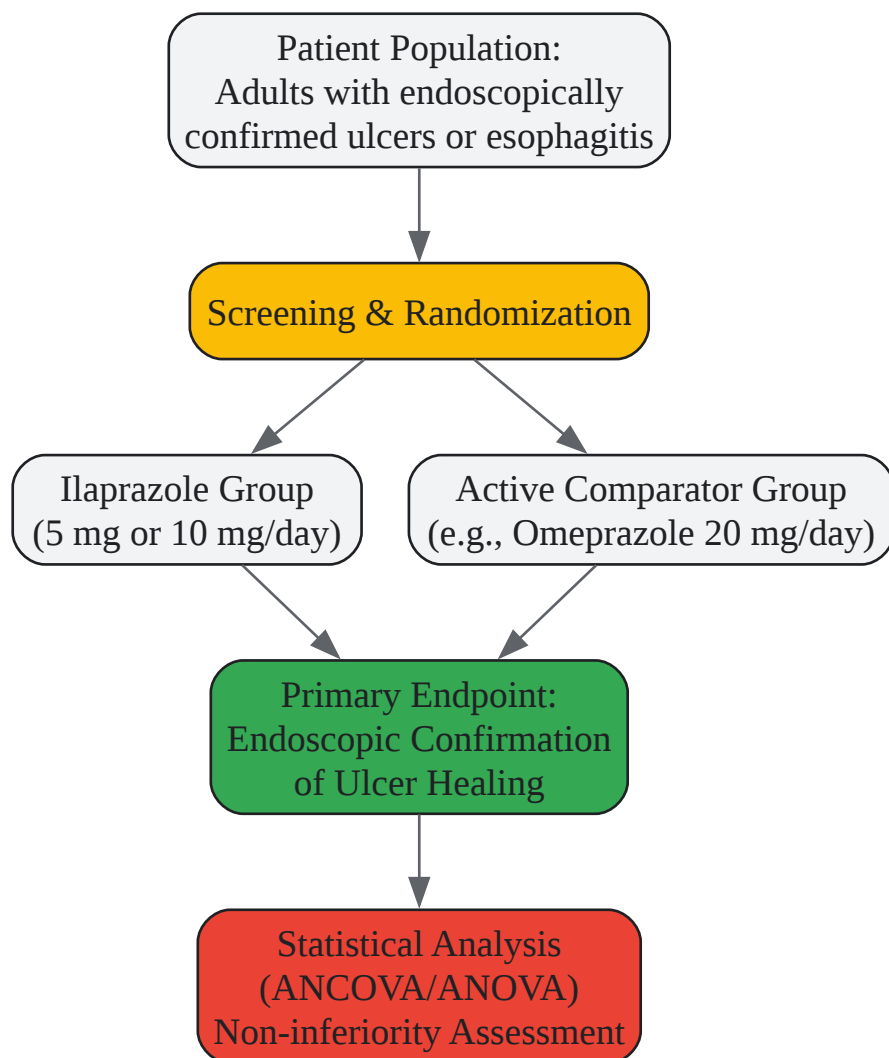 Patient Population:
Adults with endoscopically
confirmed ulcers or esophagitis
Screening & Randomization
Ilaprazole Group
(5 mg or 10 mg/day)
Active Comparator Group
(e.g., Omeprazole 20 mg/day)
Primary Endpoint:
Endoscopic Confirmation
of Ulcer Healing
Statistical Analysis
(ANCOVA/ANOVA)
Non-inferiority Assessment